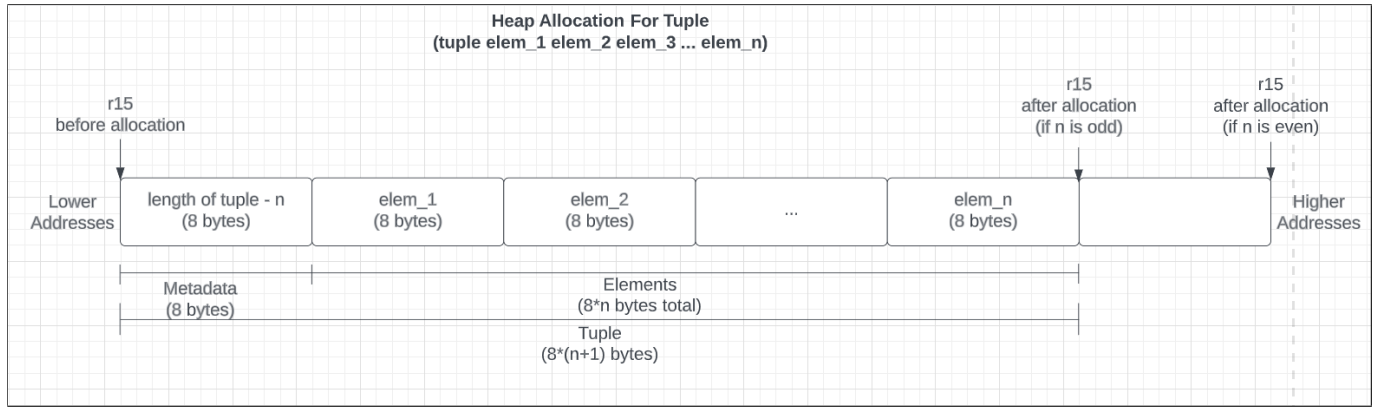 Heap Allocation For Tuple
(tuple elem_1 elem_2 elem_3 ... elem_n)
r15
before allocation
r15
after allocation
(if n is odd)
r15
after allocation
(if n is even)
Lower
Addresses
length of tuple - n
(8 bytes)
elem_1
(8 bytes)
elem_2
(8 bytes)
...
elem_n
(8 bytes)
Higher
Addresses
Metadata
(8 bytes)
Elements
(8*n bytes total)
Tuple
(8*(n+1) bytes)